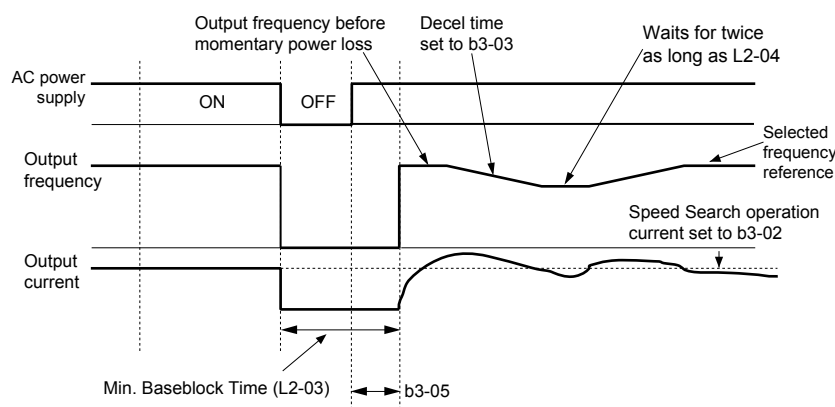 Output frequency before
momentary power loss
Decel time
set to b3-03
Waits for twice
as long as L2-04
AC power
supply
ON
OFF
Selected
frequency
reference
Output
frequency
Speed Search operation
current set to b3-02
Output
current
Min. Baseblock Time (L2-03)
b3-05